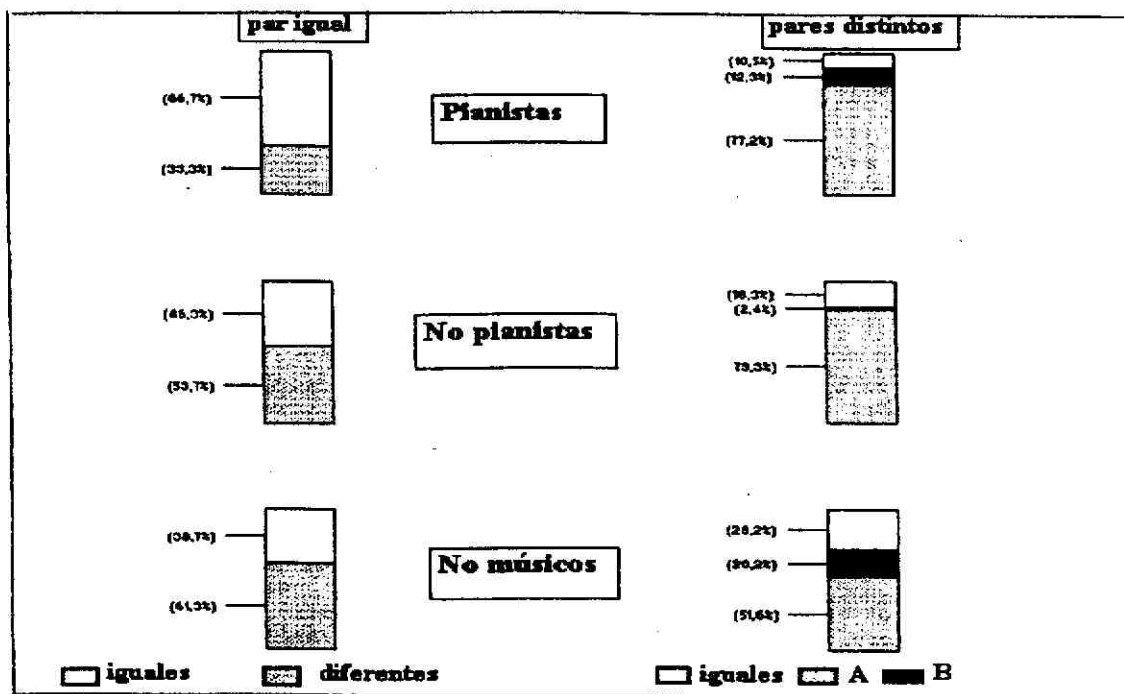 par igual
pares distintos
(66,7%)
(33,3%)
Pianistas
(10,5%)
(12,3%)
(77,2%)
(46,3%)
(53,7%)
No pianistas
(18,3%)
(2,4%)
(79,3%)
(38,7%)
(61,3%)
No músicos
(28,2%)
(20,2%)
(51,6%)
iguales
diferentes
iguales
A
B